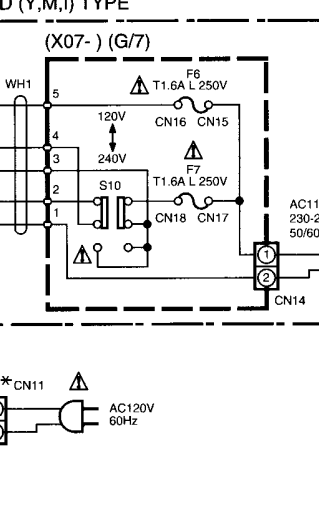 D (Y,M,I) TYPE
(X07- ) (G/7)
WH1
5
F6
T1.6A L 250V
CN16 CN15
120V
240V
4
3
F7
T1.6A L 250V
2
S10
CN18 CN17
1
AC11
230-2
50/60
1
2
CN14
*CN11
AC120V
60Hz